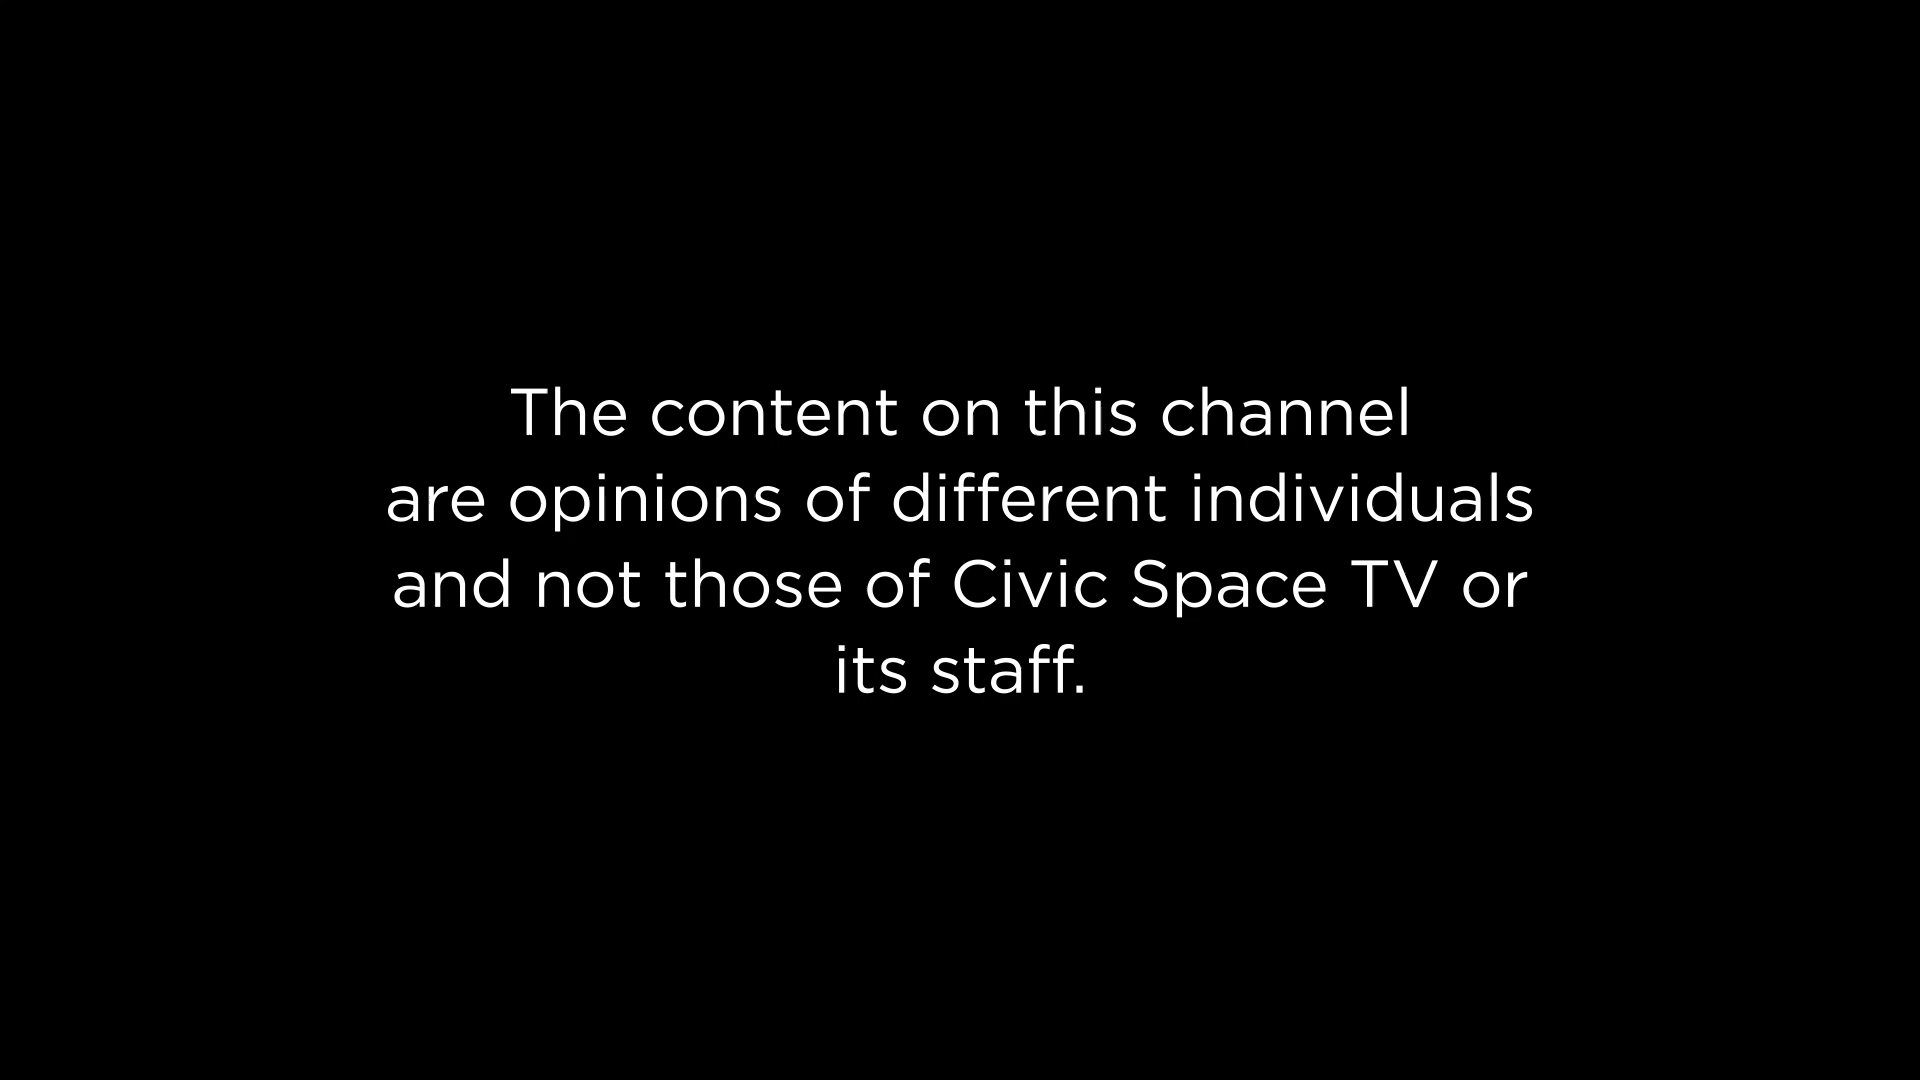 The content on this channel
are opinions of different individuals
and not those of Civic Space TV or
its staff.